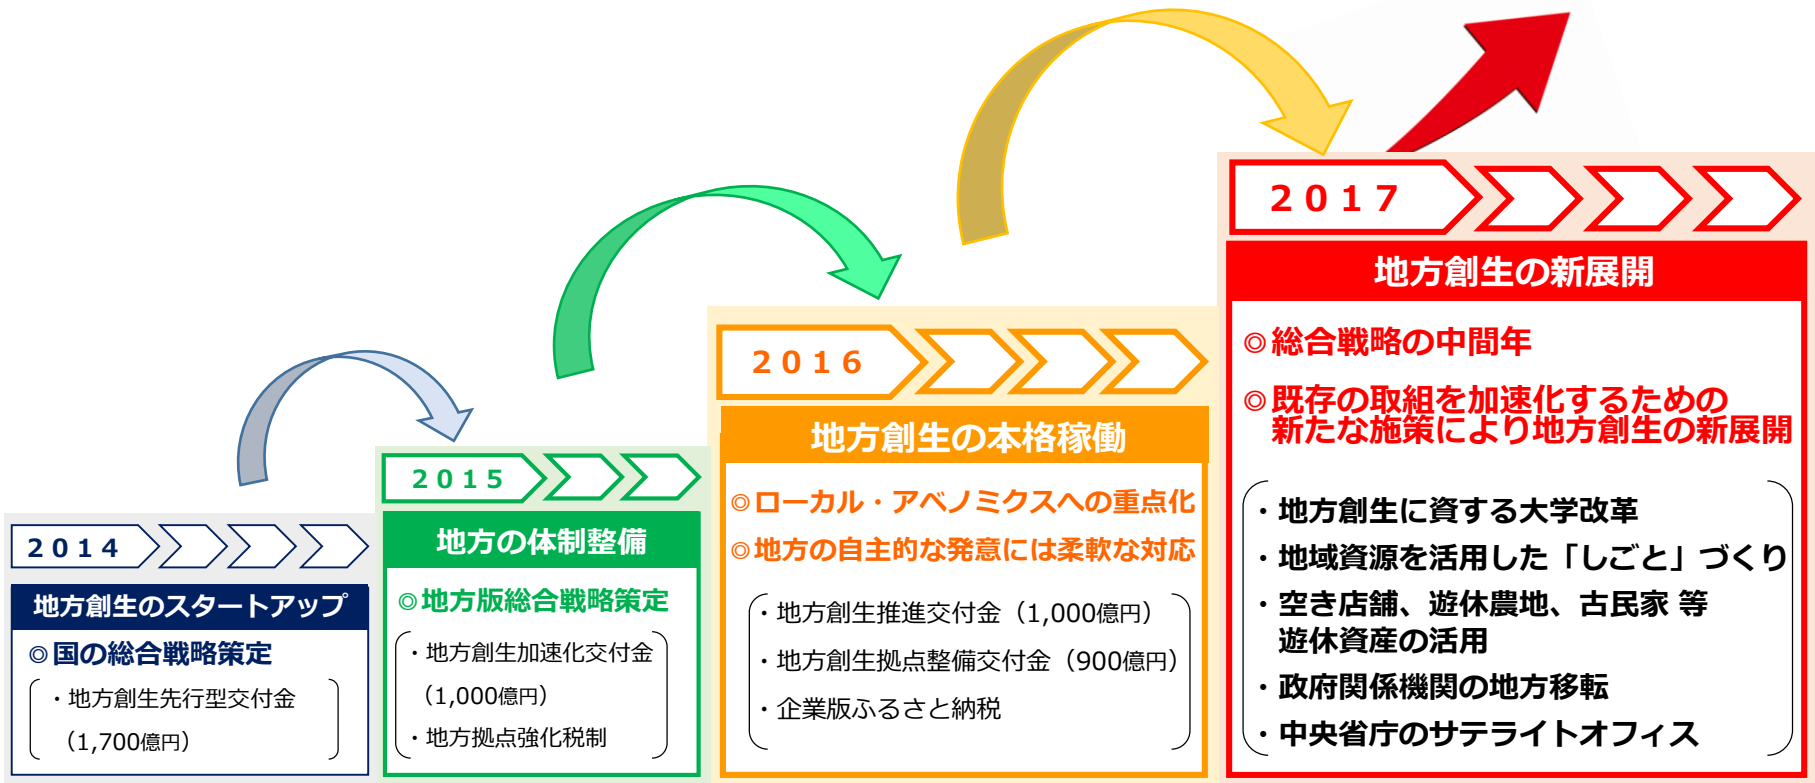 2014
地方創生のスタートアップ
◎国の総合戦略策定
・地方創生先行型交付金
（1,700億円）
2015
地方の体制整備
◎地方版総合戦略策定
・地方創生加速化交付金
（1,000億円）
・地方拠点強化税制
2016
地方創生の本格稼働
◎ローカル・アベノミクスへの重点化
◎地方の自主的な発意には柔軟な対応
・地方創生推進交付金（1,000億円）
・地方創生拠点整備交付金（900億円）
・企業版ふるさと納税
2017
地方創生の新展開
◎総合戦略の中間年
◎既存の取組を加速化するための
新たな施策により地方創生の新展開
・地方創生に資する大学改革
・地域資源を活用した「しごと」づくり
・空き店舗、遊休農地、古民家 等
遊休資産の活用
・政府関係機関の地方移転
・中央省庁のサテライトオフィス